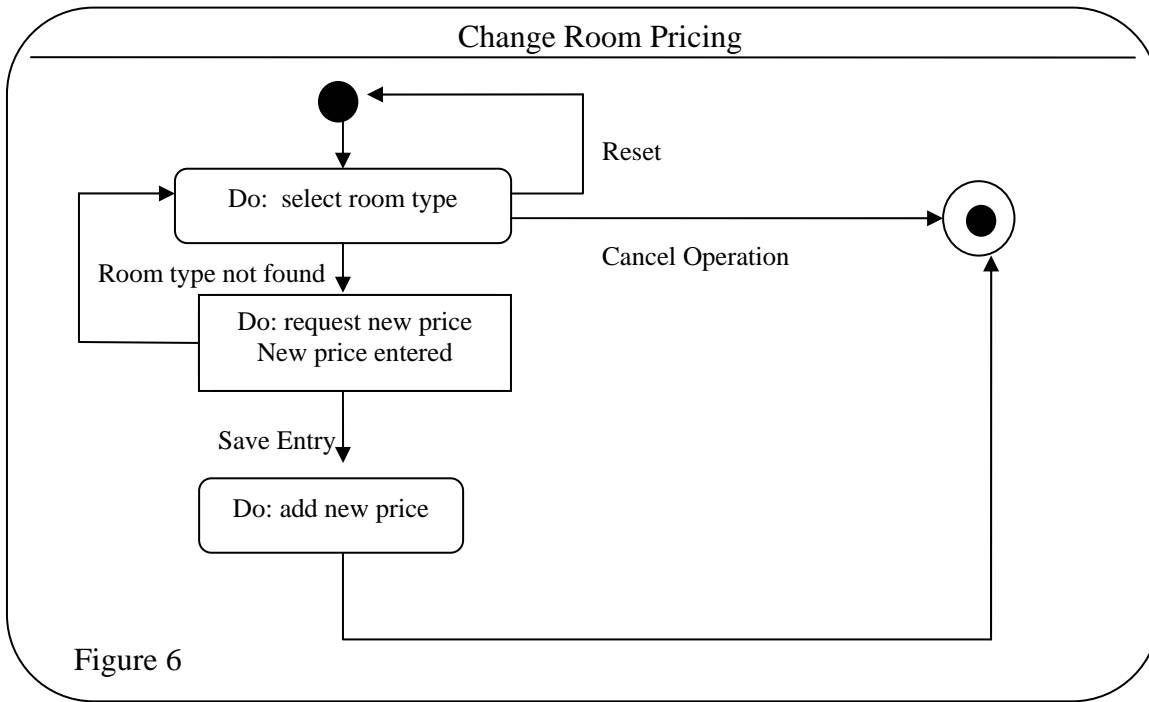 Change Room Pricing
Reset
Do: select room type
Cancel Operation
Room type not found
Do: request new price
New price entered
Save Entry
Do: add new price
Figure 6